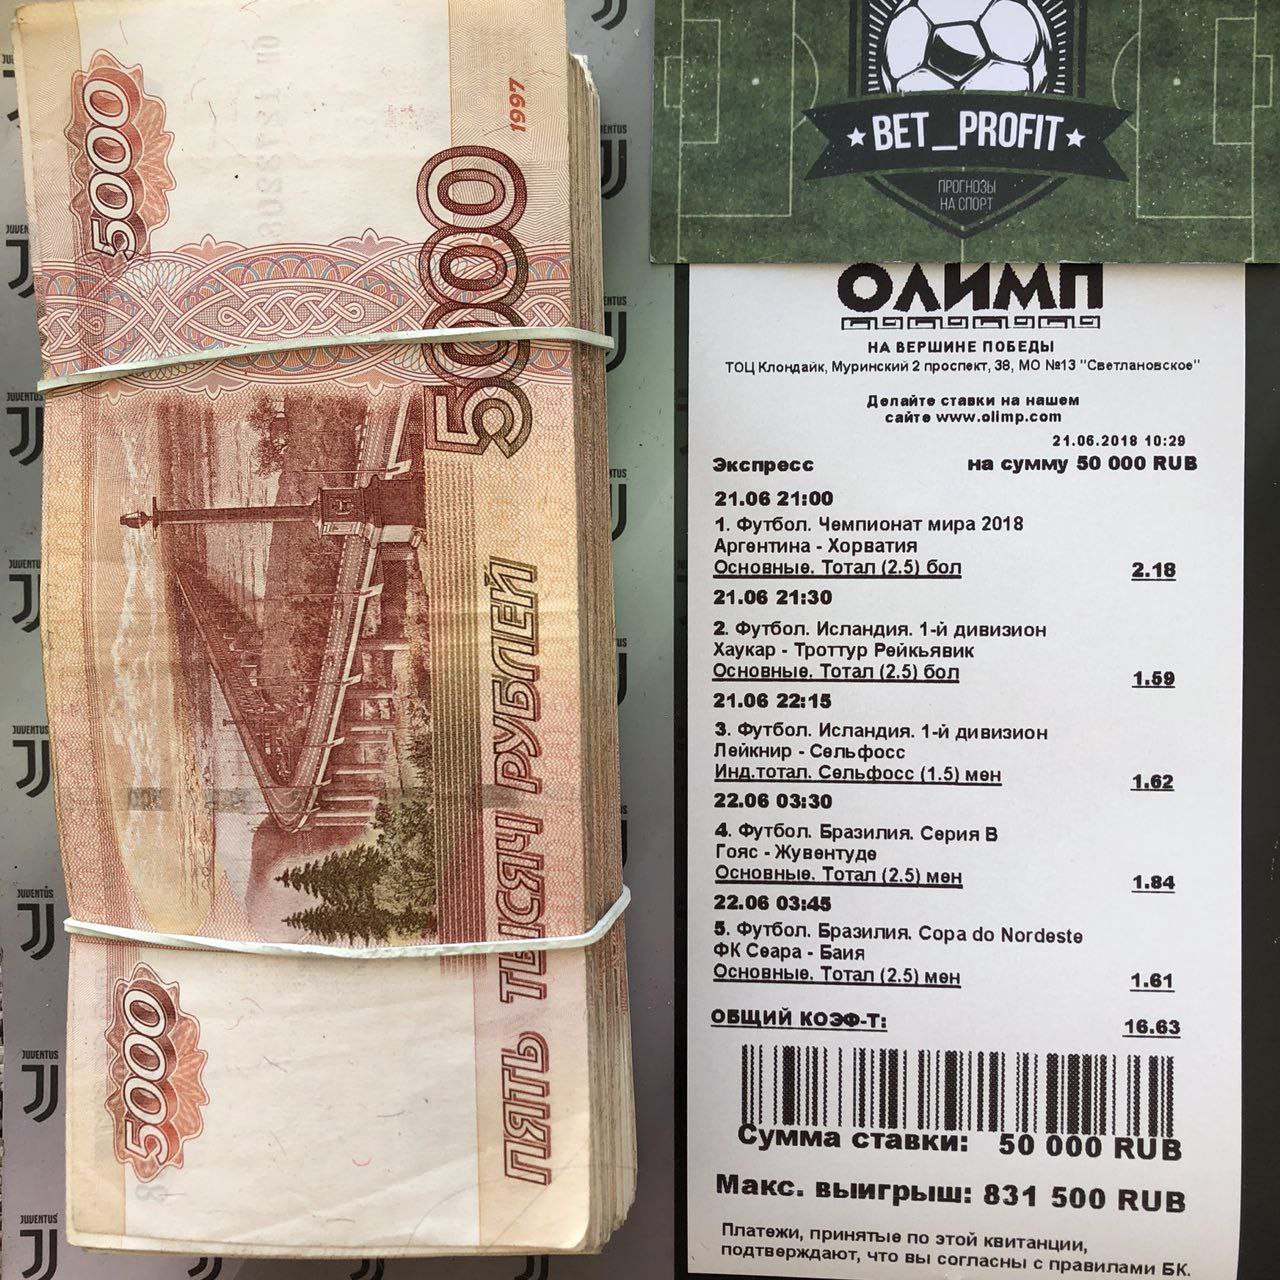 5000
1997
5000
ПЯТЬ ТЫСЯЧ РУБЛЕЙ
5000
JUVENTUS
JUVENTUS
JUVENTUS
JUVENTUS
JUVENTUS
JUVENTUS
JUVENTUS
BET_PROFIT
ПРОГНОЗЫ
НА СПОРТ
ОЛИМП
НА ВЕРШИНЕ ПОБЕДЫ
ТОЦ Клондайк, Муринский 2 проспект, 38, МО №13 "Светлановское"
Делайте ставки на нашем
сайте www.olimp.com
21.06.2018 10:29
Экспресс на сумму 50 000 RUB
21.06 21:00
1. Футбол. Чемпионат мира 2018
Аргентина - Хорватия
Основные. Тотал (2.5) бол 2.18
21.06 21:30
2. Футбол. Исландия. 1-й дивизион
Хаукар - Троттур Рейкьявик
Основные. Тотал (2.5) бол 1.59
21.06 22:15
3. Футбол. Исландия. 1-й дивизион
Лейкнир - Сельфосс
Инд.тотал. Сельфосс (1.5) мен 1.62
22.06 03:30
4. Футбол. Бразилия. Серия B
Гояс - Жувентуде
Основные. Тотал (2.5) мен 1.84
22.06 03:45
5. Футбол. Бразилия. Copa do Nordeste
ФК Сеара - Баия
Основные. Тотал (2.5) мен 1.61
ОБЩИЙ КОЭФ-Т: 16.63
Сумма ставки: 50 000 RUB
Макс. выигрыш: 831 500 RUB
Платежи, принятые по этой квитанции,
подтверждают, что вы согласны с правилами БК.